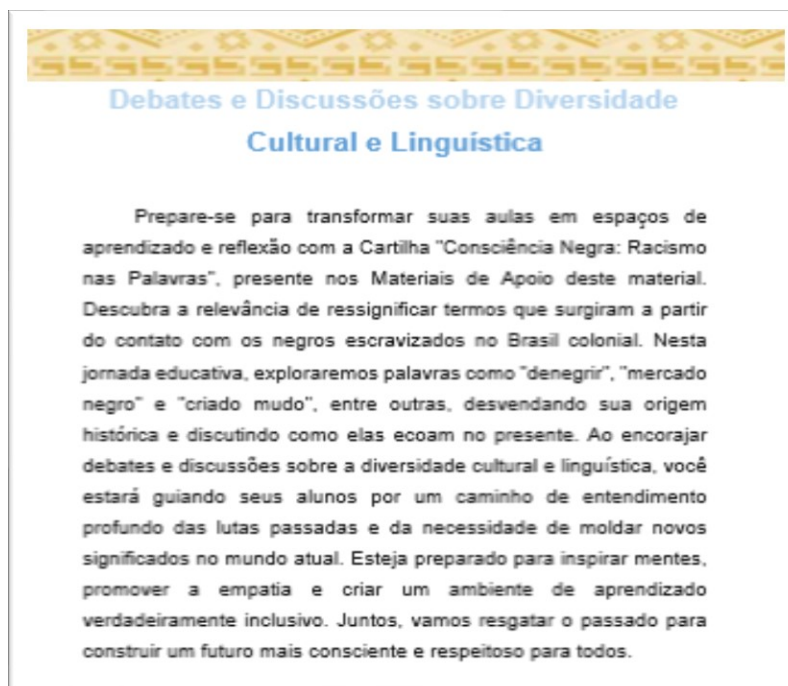 Debates e Discussões sobre Diversidade
Cultural e Linguística
Prepare-se para transformar suas aulas em espaços de
aprendizado e reflexão com a Cartilha "Consciência Negra: Racismo
nas Palavras", presente nos Materiais de Apoio deste material.
Descubra a relevância de ressignificar termos que surgiram a partir
do contato com os negros escravizados no Brasil colonial. Nesta
jornada educativa, exploraremos palavras como "denegrir", "mercado
negro" e "criado mudo", entre outras, desvendando sua origem
histórica e discutindo como elas ecoam no presente. Ao encorajar
debates e discussões sobre a diversidade cultural e linguística, você
estará guiando seus alunos por um caminho de entendimento
profundo das lutas passadas e da necessidade de moldar novos
significados no mundo atual. Esteja preparado para inspirar mentes,
promover a empatia e criar um ambiente de aprendizado
verdadeiramente inclusivo. Juntos, vamos resgatar o passado para
construir um futuro mais consciente e respeitoso para todos.